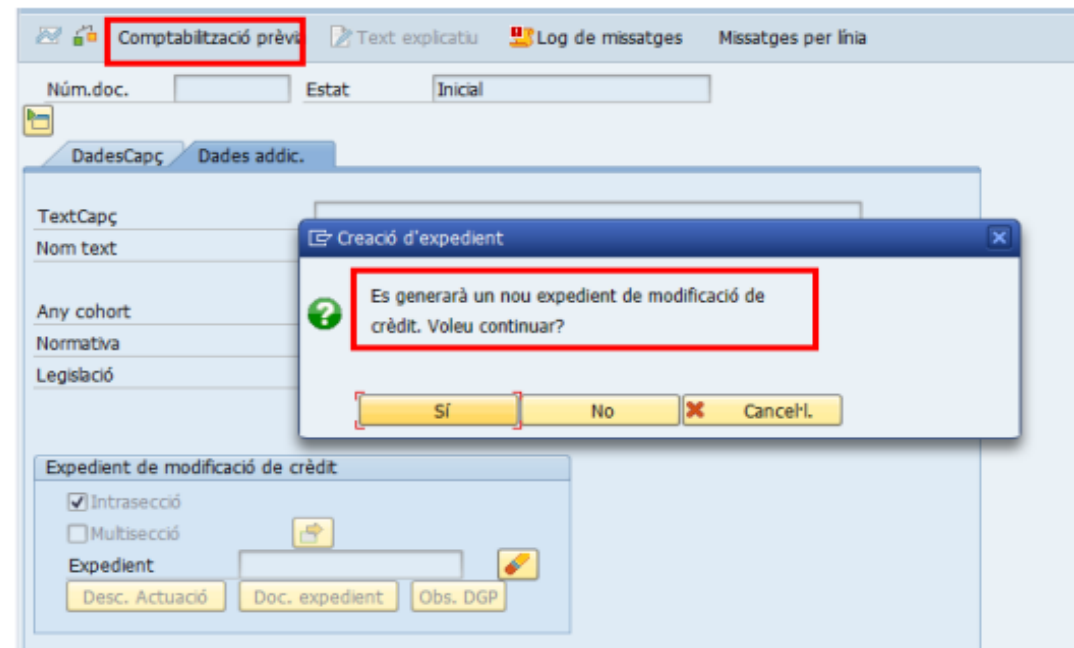 Comptabilització prèvia Text explicatiu Log de missatges Missatges per línia
Núm.doc. Estat Inicial
DadesCapç Dades addic.
TextCapç
Nom text
Any cohort
Normativa
Legislació
Creació d'expedient
Es generarà un nou expedient de modificació de
crèdit. Voleu continuar?
Sí No Cancel·l.
Expedient de modificació de crèdit
Intrasecció
Multisecció
Expedient
Desc. Actuació Doc. expedient Obs. DGP